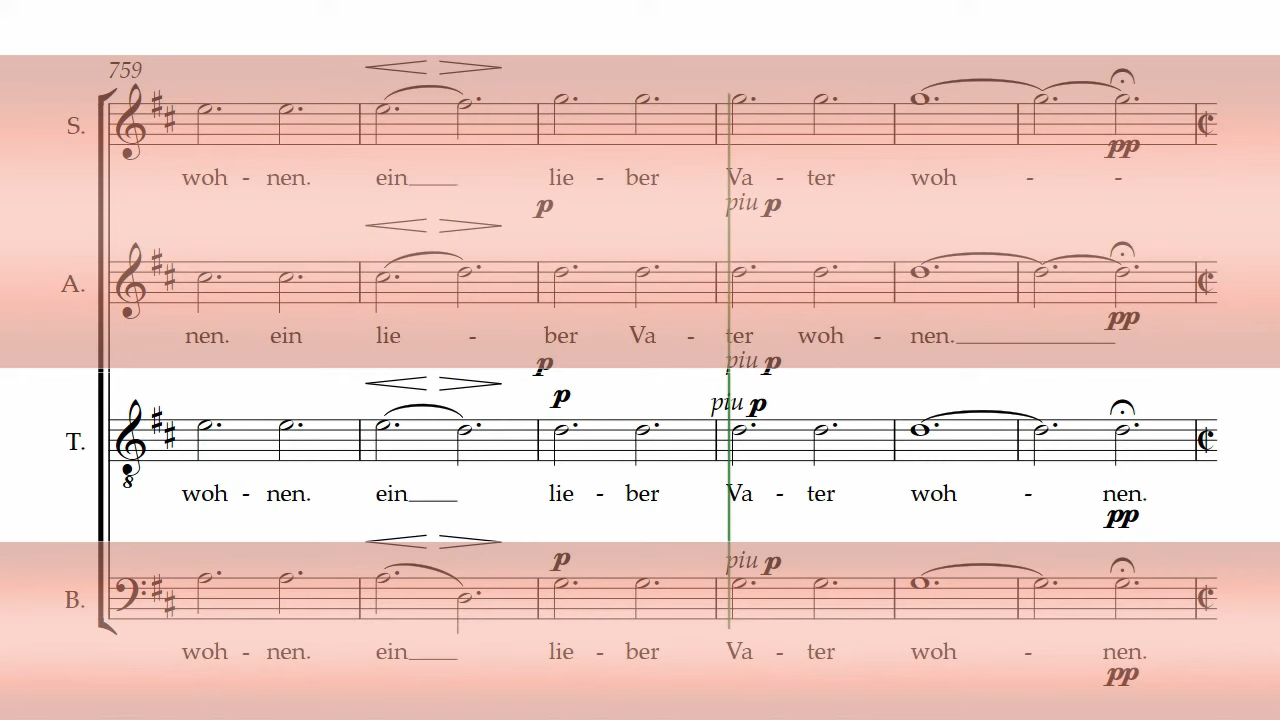 759
S.
woh - nen. ein lie - ber Va - ter woh - -
pp
p piu p
A.
pp
nen. ein lie - ber Va - ter woh - nen.
p piu p
p piu p
T.
8
woh - nen. ein lie - ber Va - ter woh - nen.
pp
p piu p
B.
woh - nen. ein lie - ber Va - ter woh - nen.
pp